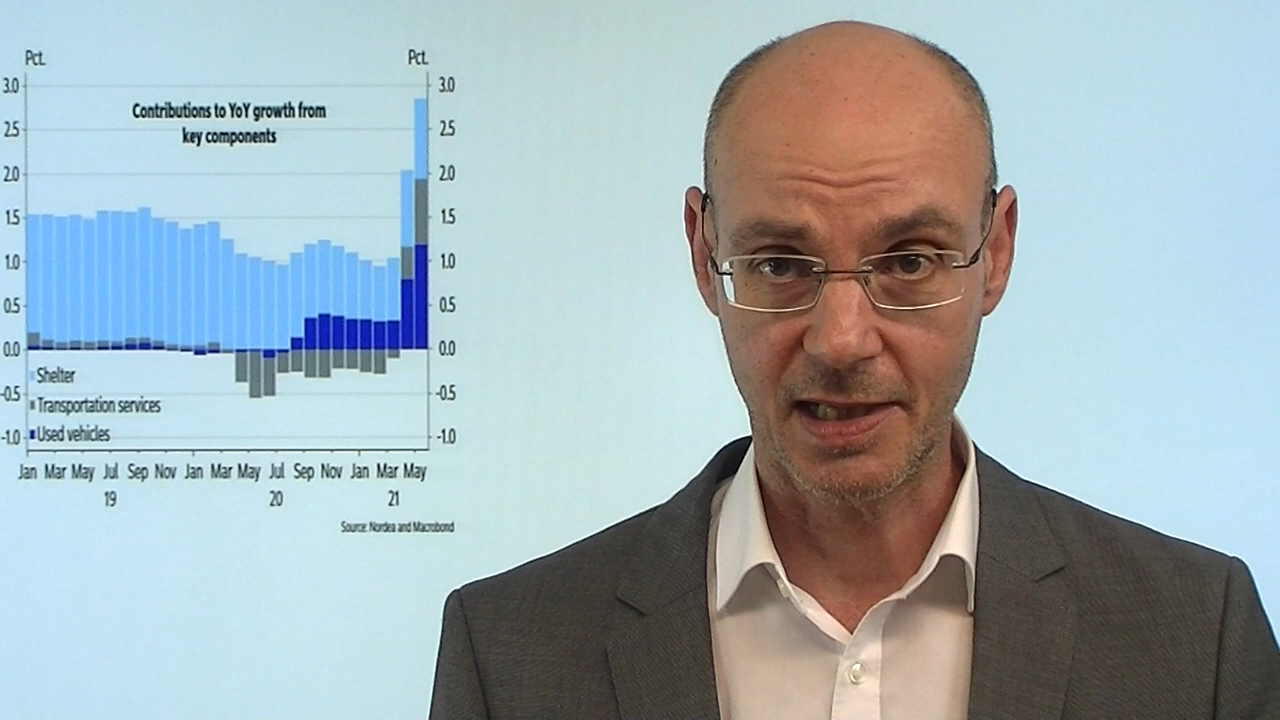 Pct. Pct.
Contributions to YoY growth from
key components
3.0 3.0
2.5 2.5
2.0 2.0
1.5 1.5
1.0 1.0
0.5 0.5
0.0 0.0
-0.5 -0.5
-1.0 -1.0
Shelter
Transportation services
Used vehicles
Jan Mar May Jul Sep Nov Jan Mar May Jul Sep Nov Jan Mar May
19 20 21
Source: Nordea and Macrobond